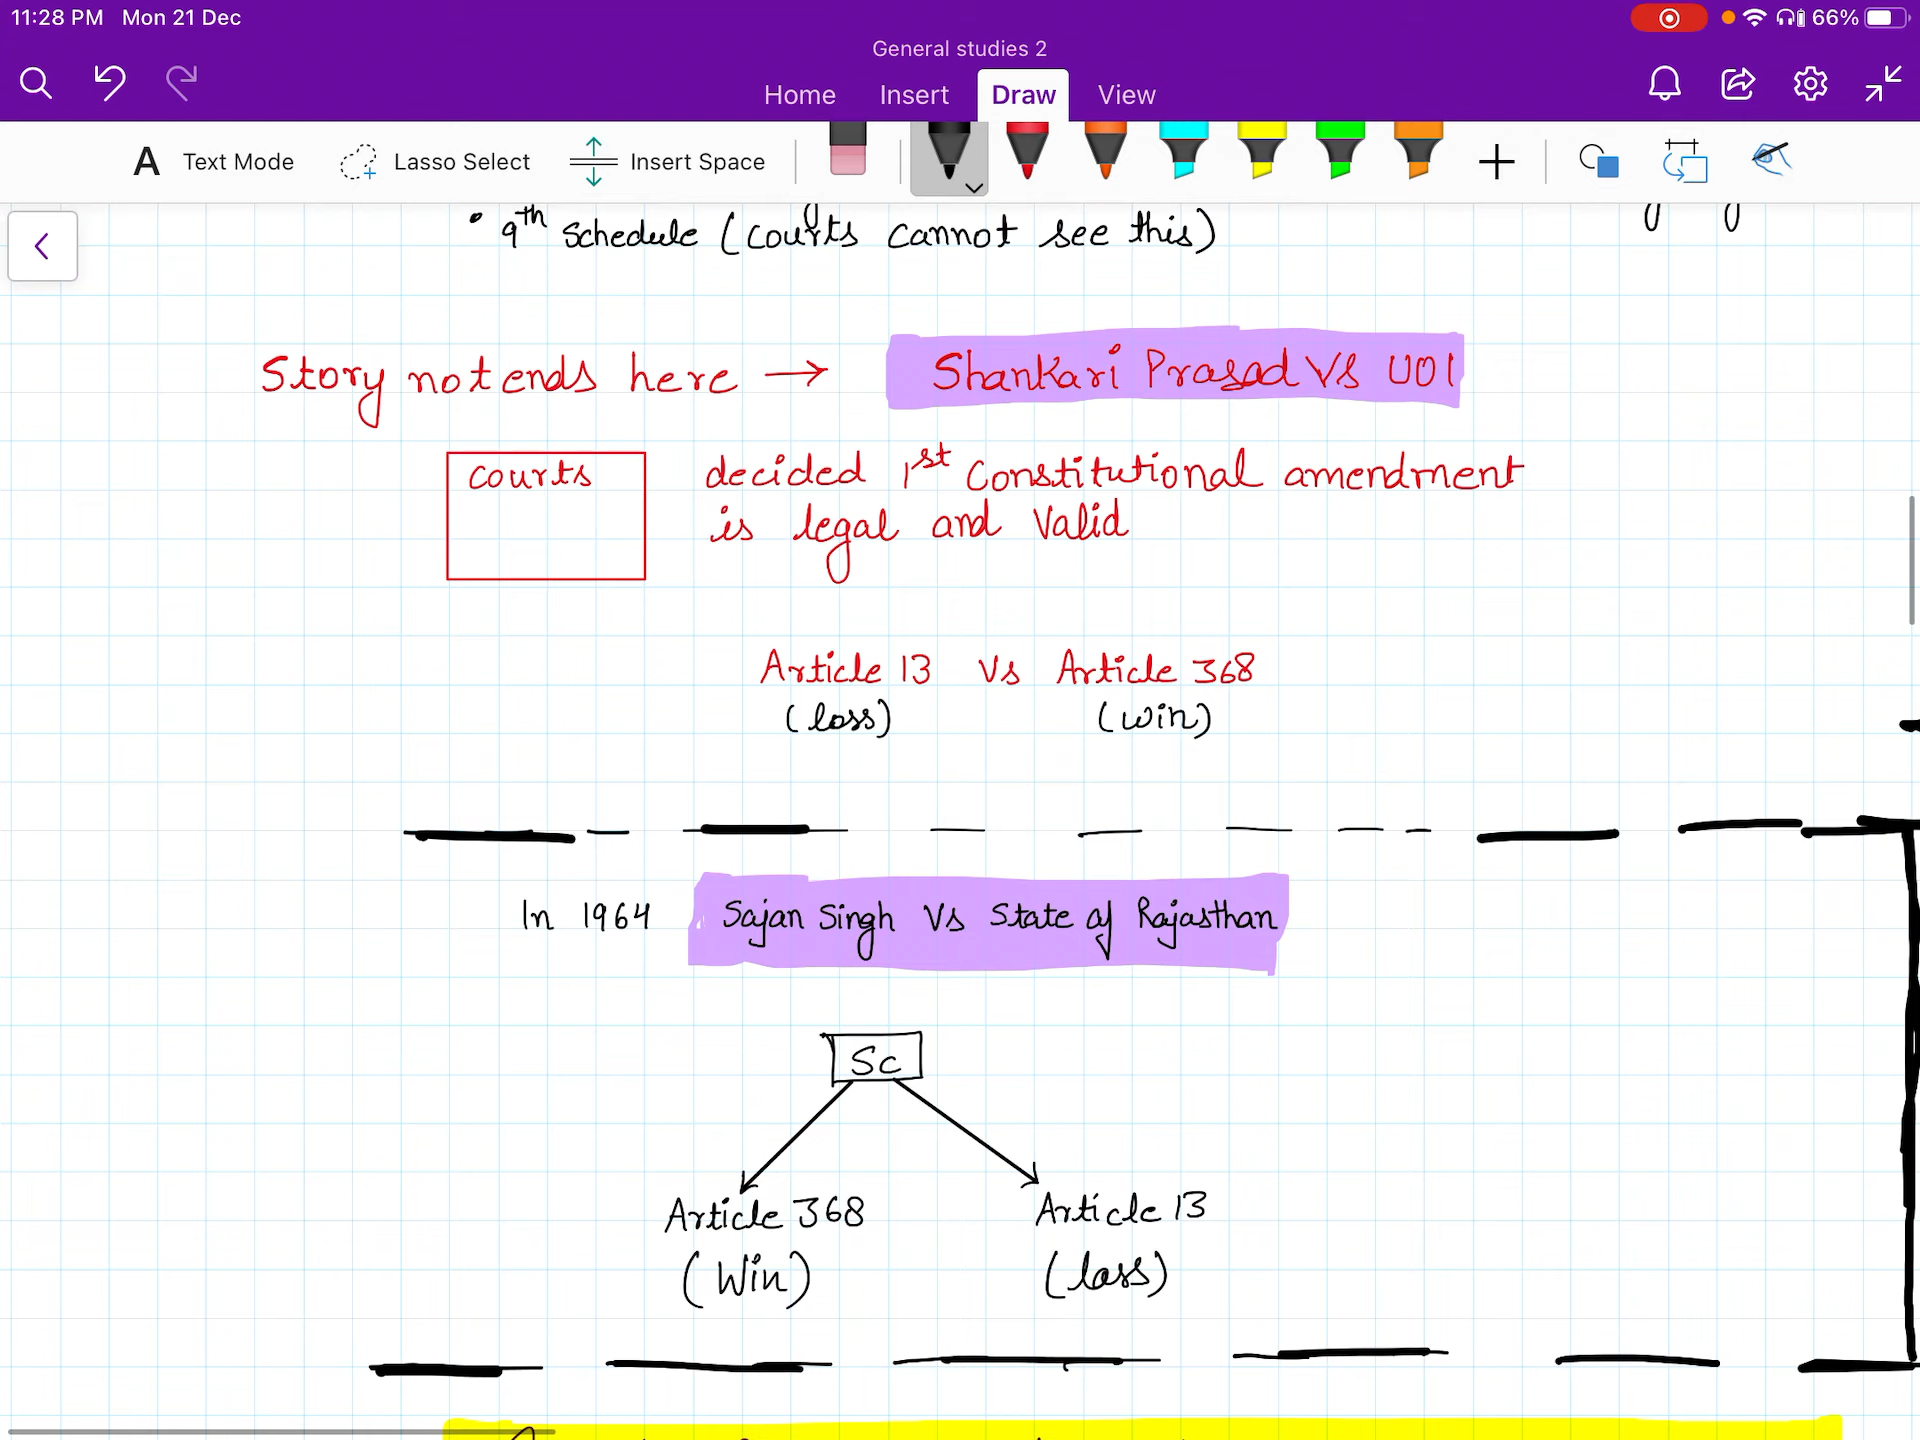 11:28 PM Mon 21 Dec
66%
General studies 2
Home Insert Draw View
A Text Mode Lasso Select Insert Space
• 9th Schedule (Courts cannot see this)
Story not ends here → Shankari Prasad Vs UOI
Courts
decided 1st Constitutional amendment
is legal and Valid
Article 13 Vs Article 368
(loss) (win)
In 1964 Sajan Singh Vs State of Rajasthan
SC
Article 368 Article 13
(Win) (loss)